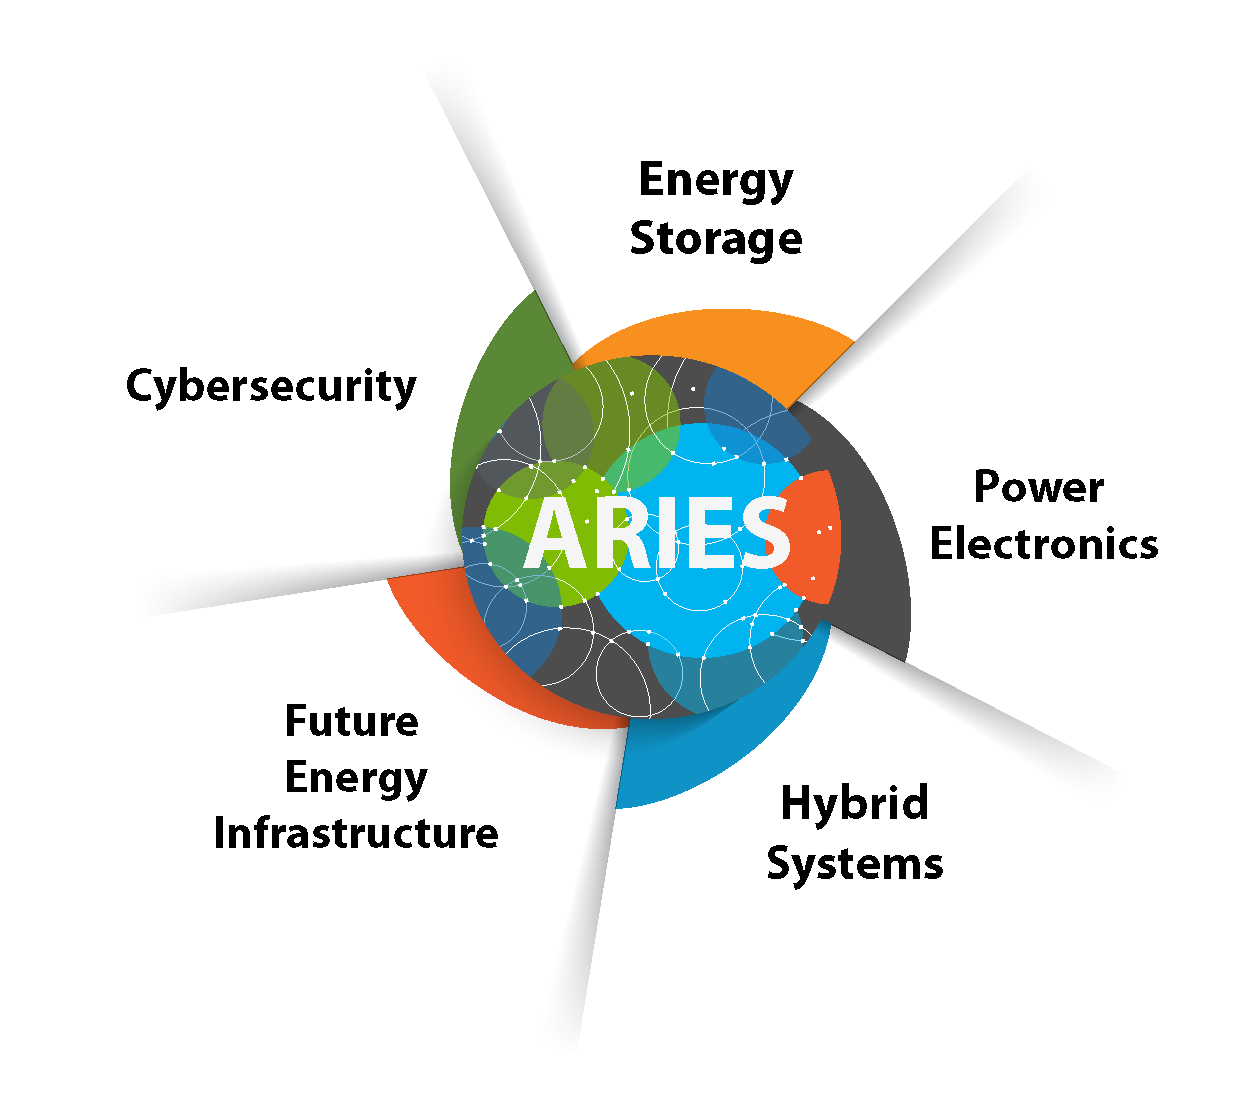 Energy
Storage
Cybersecurity
ARIES
Power
Electronics
Future
Energy
Infrastructure
Hybrid
Systems